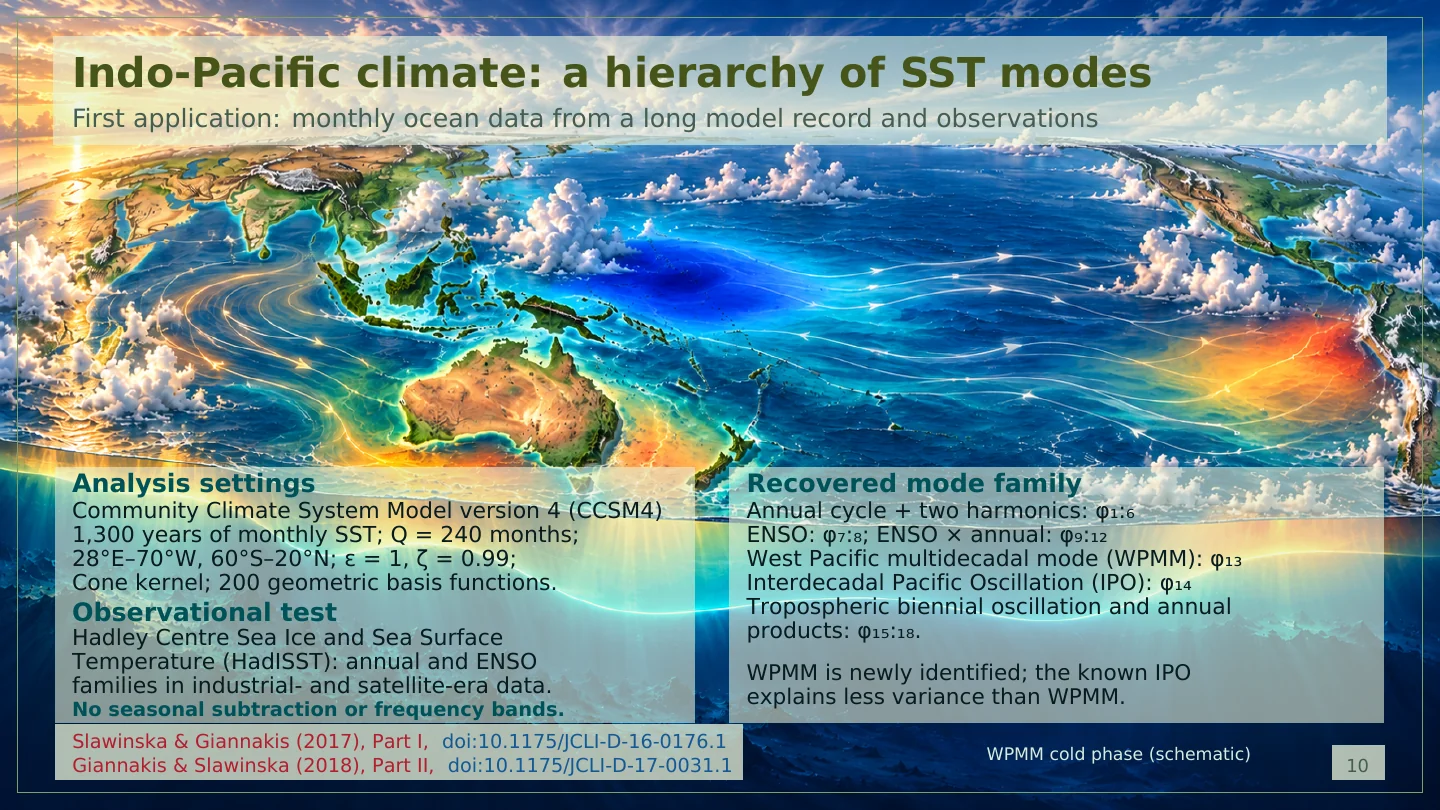 Indo-Pacific climate: a hierarchy of SST modes
First application: monthly ocean data from a long model record and observations
Analysis settings
Community Climate System Model version 4 (CCSM4)
1,300 years of monthly SST; Q = 240 months;
28°E–70°W, 60°S–20°N; ε = 1, ζ = 0.99;
Cone kernel; 200 geometric basis functions.
Observational test
Hadley Centre Sea Ice and Sea Surface
Temperature (HadISST): annual and ENSO
families in industrial- and satellite-era data.
No seasonal subtraction or frequency bands.
Recovered mode family
Annual cycle + two harmonics: φ₁:₆
ENSO: φ₇:₈; ENSO × annual: φ₉:₁₂
West Pacific multidecadal mode (WPMM): φ₁₃
Interdecadal Pacific Oscillation (IPO): φ₁₄
Tropospheric biennial oscillation and annual
products: φ₁₅:₁₈.
WPMM is newly identified; the known IPO
explains less variance than WPMM.
Slawinska & Giannakis (2017), Part I, doi:10.1175/JCLI-D-16-0176.1
Giannakis & Slawinska (2018), Part II, doi:10.1175/JCLI-D-17-0031.1
WPMM cold phase (schematic)
10